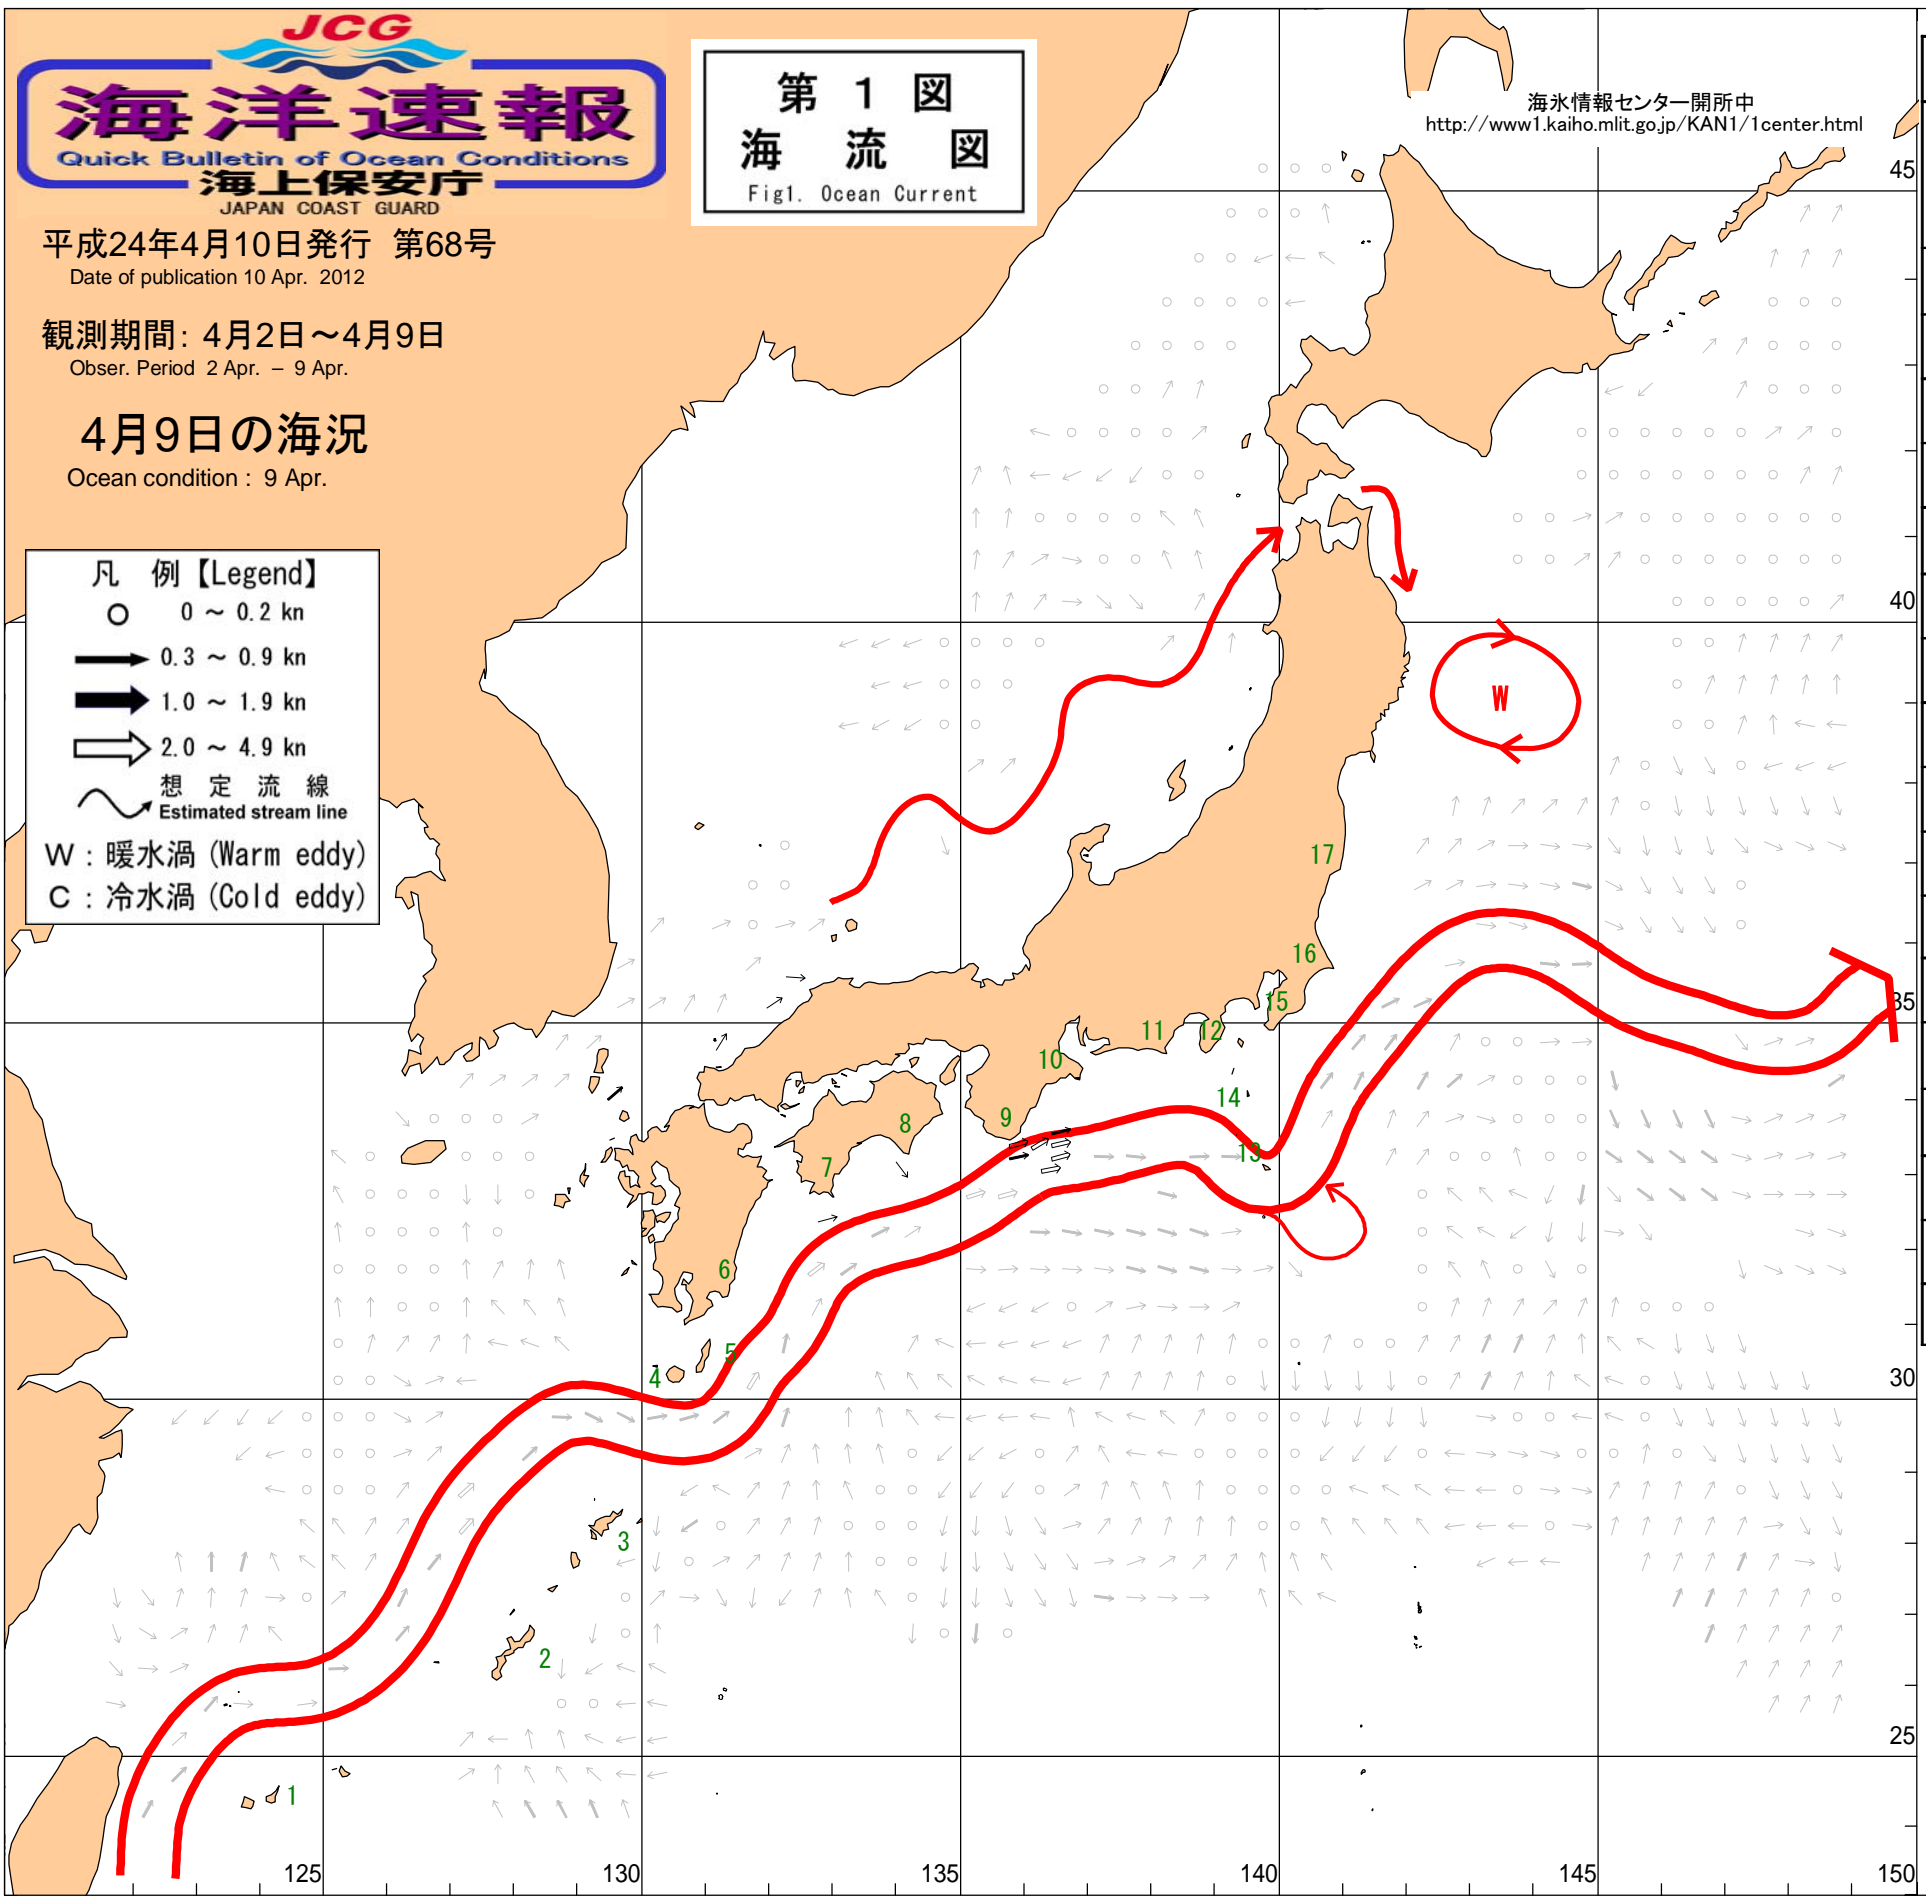 JCG
海洋速報
Quick Bulletin of Ocean Conditions
海上保安庁
JAPAN COAST GUARD
第 1 図
海 流 図
Fig1. Ocean Current
海氷情報センター開所中
http://www1.kaiho.mlit.go.jp/KAN1/1center.html
平成24年4月10日発行 第68号
Date of publication 10 Apr. 2012
観測期間: 4月2日～4月9日
Obser. Period 2 Apr. – 9 Apr.
4月9日の海況
Ocean condition : 9 Apr.
凡 例【Legend】
0 ～ 0.2 kn
0.3 ～ 0.9 kn
1.0 ～ 1.9 kn
2.0 ～ 4.9 kn
想 定 流 線
Estimated stream line
W : 暖水渦 (Warm eddy)
C : 冷水渦 (Cold eddy)
45
40
W
17
16
35
15
12
11
10
14
9
8
13
7
6
5
4
30
3
2
25
1
125
130
135
140
145
150